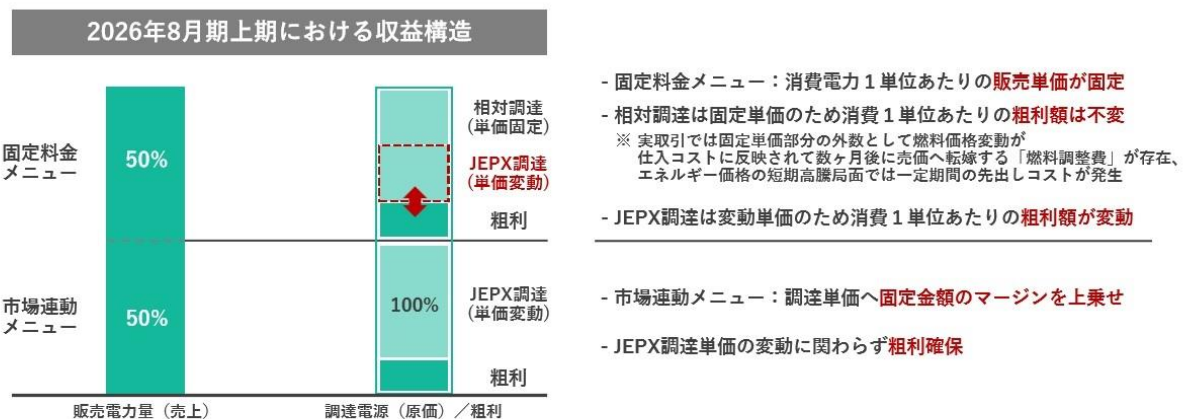 2026年8月期上期における収益構造
固定料金
メニュー
50%
市場連動
メニュー
50%
販売電力量（売上）
相対調達
（単価固定）
JEPX調達
（単価変動）
粗利
100%
JEPX調達
（単価変動）
粗利
調達電源（原価）／粗利
- 固定料金メニュー：消費電力１単位あたりの販売単価が固定
- 相対調達は固定単価のため消費１単位あたりの粗利額は不変
※ 実取引では固定単価部分の外数として燃料価格変動が
仕入コストに反映されて数ヶ月後に売価へ転嫁する「燃料調整費」が存在、
エネルギー価格の短期高騰局面では一定期間の先出しコストが発生
- JEPX調達は変動単価のため消費１単位あたりの粗利額が変動
- 市場連動メニュー：調達単価へ固定金額のマージンを上乗せ
- JEPX調達単価の変動に関わらず粗利確保